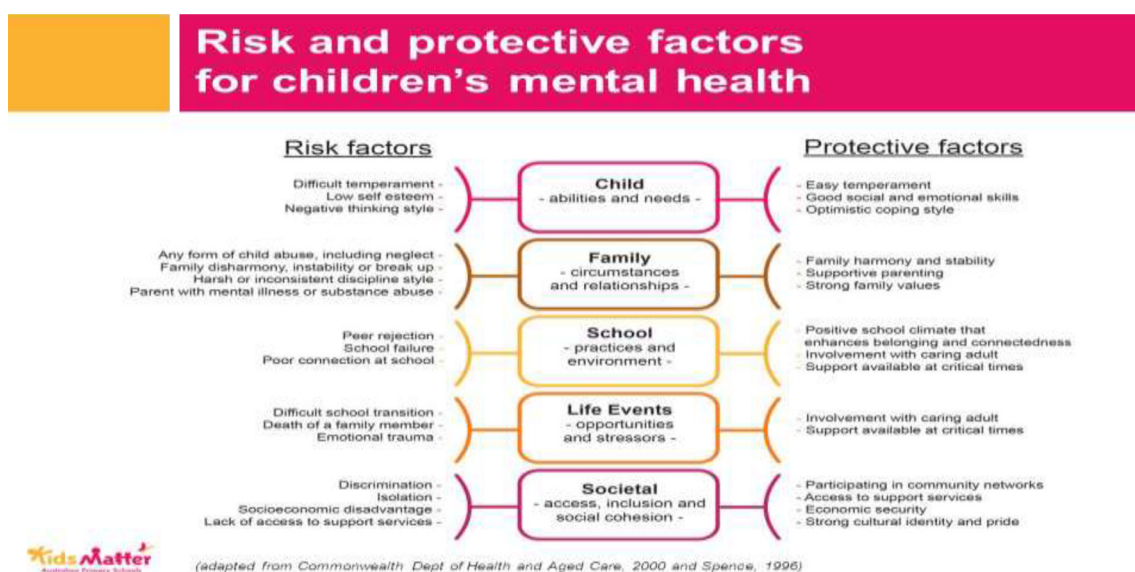 Risk and protective factors
for children's mental health
Risk factors
Protective factors
Difficult temperament -
Low self esteem -
Negative thinking style -
Child
- abilities and needs -
- Easy temperament
- Good social and emotional skills
- Optimistic coping style
Any form of child abuse, including neglect -
Family disharmony, instability or break up -
Harsh or inconsistent discipline style -
Parent with mental illness or substance abuse -
Family
- circumstances
and relationships -
- Family harmony and stability
- Supportive parenting
- Strong family values
Peer rejection -
School failure -
Poor connection at school -
School
- practices and
environment -
- Positive school climate that
enhances belonging and connectedness
- Involvement with caring adult
- Support available at critical times
Difficult school transition -
Death of a family member -
Emotional trauma -
Life Events
- opportunities
and stressors -
- Involvement with caring adult
- Support available at critical times
Discrimination -
Isolation -
Socioeconomic disadvantage -
Lack of access to support services -
Societal
- access, inclusion and
social cohesion -
- Participating in community networks
- Access to support services
- Economic security
- Strong cultural identity and pride
KidsMatter
Australian Primary Schools
(adapted from Commonwealth Dept of Health and Aged Care, 2000 and Spence, 1996)